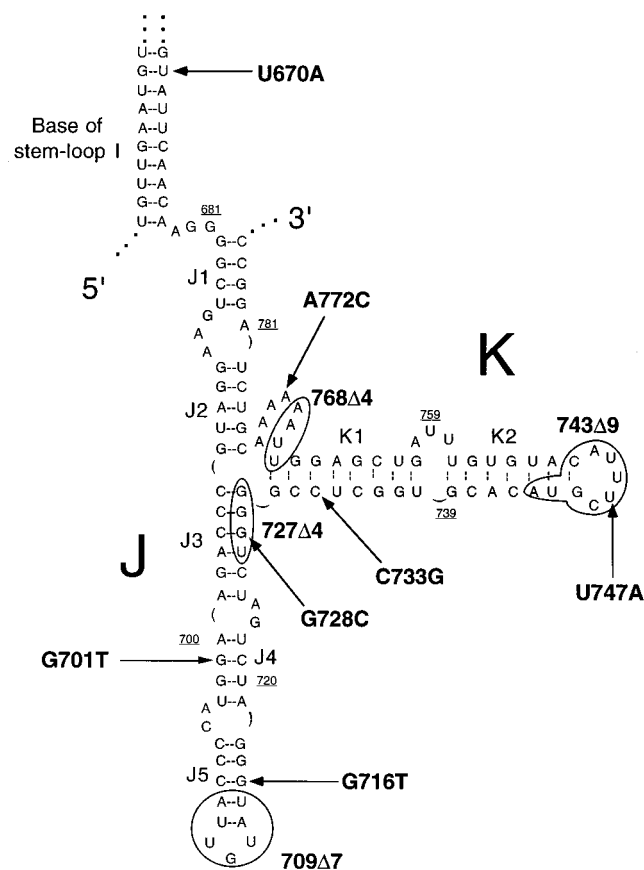 U--G
G--U U670A
U--A
A--U
Base of
stem-loop I
A--U
G--C
U--A
U--A
G--C
U--A
A G G 681
5'
3'
G--C
J1
G--C
C--G
U--G
G A 781
A
A
A772C
J2
G--U
G--C
A--U
U--G
G--C
A A A A A A U U
768Δ4
K
K1
759
K2
743Δ9
U G G A G C U G A U U G U G U A C A U U U
G C C U C G G U G C A C A U G C
739
U747A
C733G
J
J3
C--G
C--G
C--G
A--U
G--C
A--U
727Δ4
G728C
A
G
700
A--U
G701T
G--C
J4
G--U
720
U A
A
C
J5
C--G
C--G
C--G
G716T
A--U
U--A
U U
G
709Δ7